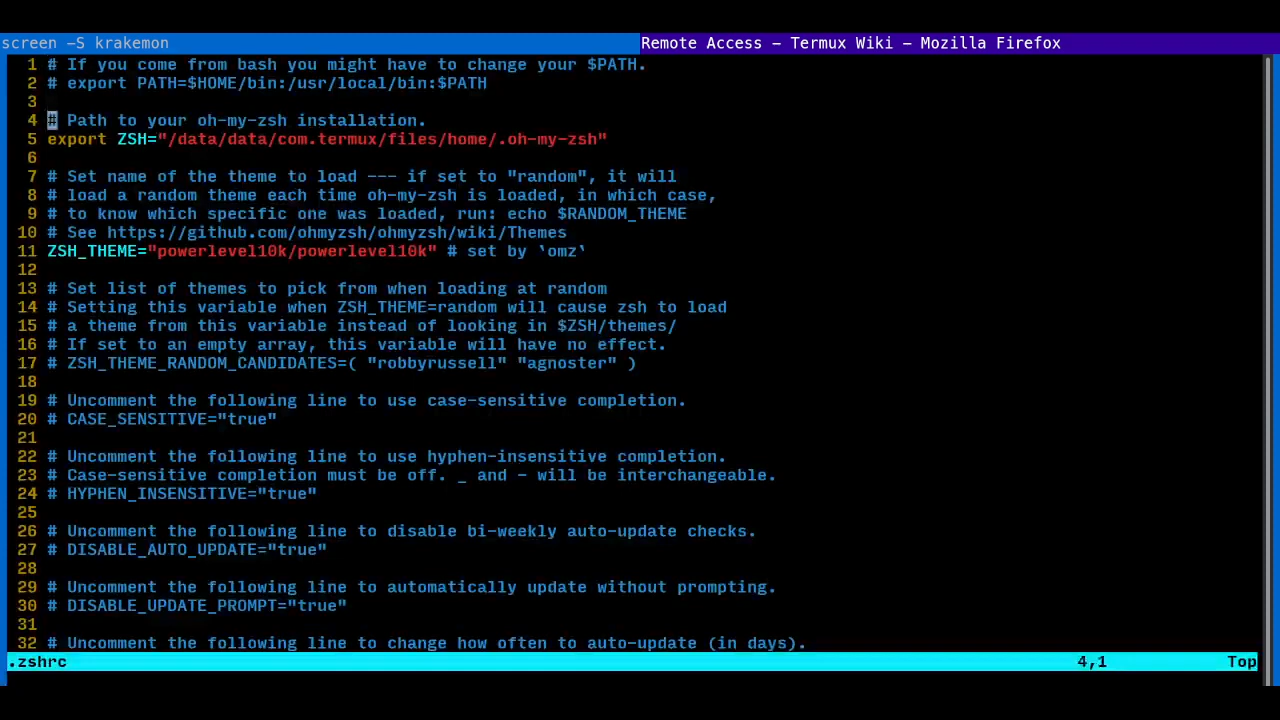 screen -S krakemon
Remote Access - Termux Wiki - Mozilla Firefox
1 # If you come from bash you might have to change your $PATH.
2 # export PATH=$HOME/bin:/usr/local/bin:$PATH
3
4 # Path to your oh-my-zsh installation.
5 export ZSH="/data/data/com.termux/files/home/.oh-my-zsh"
6
7 # Set name of the theme to load --- if set to "random", it will
8 # load a random theme each time oh-my-zsh is loaded, in which case,
9 # to know which specific one was loaded, run: echo $RANDOM_THEME
10 # See https://github.com/ohmyzsh/ohmyzsh/wiki/Themes
11 ZSH_THEME="powerlevel10k/powerlevel10k" # set by `omz`
12
13 # Set list of themes to pick from when loading at random
14 # Setting this variable when ZSH_THEME=random will cause zsh to load
15 # a theme from this variable instead of looking in $ZSH/themes/
16 # If set to an empty array, this variable will have no effect.
17 # ZSH_THEME_RANDOM_CANDIDATES=( "robbyrussell" "agnoster" )
18
19 # Uncomment the following line to use case-sensitive completion.
20 # CASE_SENSITIVE="true"
21
22 # Uncomment the following line to use hyphen-insensitive completion.
23 # Case-sensitive completion must be off. _ and - will be interchangeable.
24 # HYPHEN_INSENSITIVE="true"
25
26 # Uncomment the following line to disable bi-weekly auto-update checks.
27 # DISABLE_AUTO_UPDATE="true"
28
29 # Uncomment the following line to automatically update without prompting.
30 # DISABLE_UPDATE_PROMPT="true"
31
32 # Uncomment the following line to change how often to auto-update (in days).
.zshrc 4,1 Top